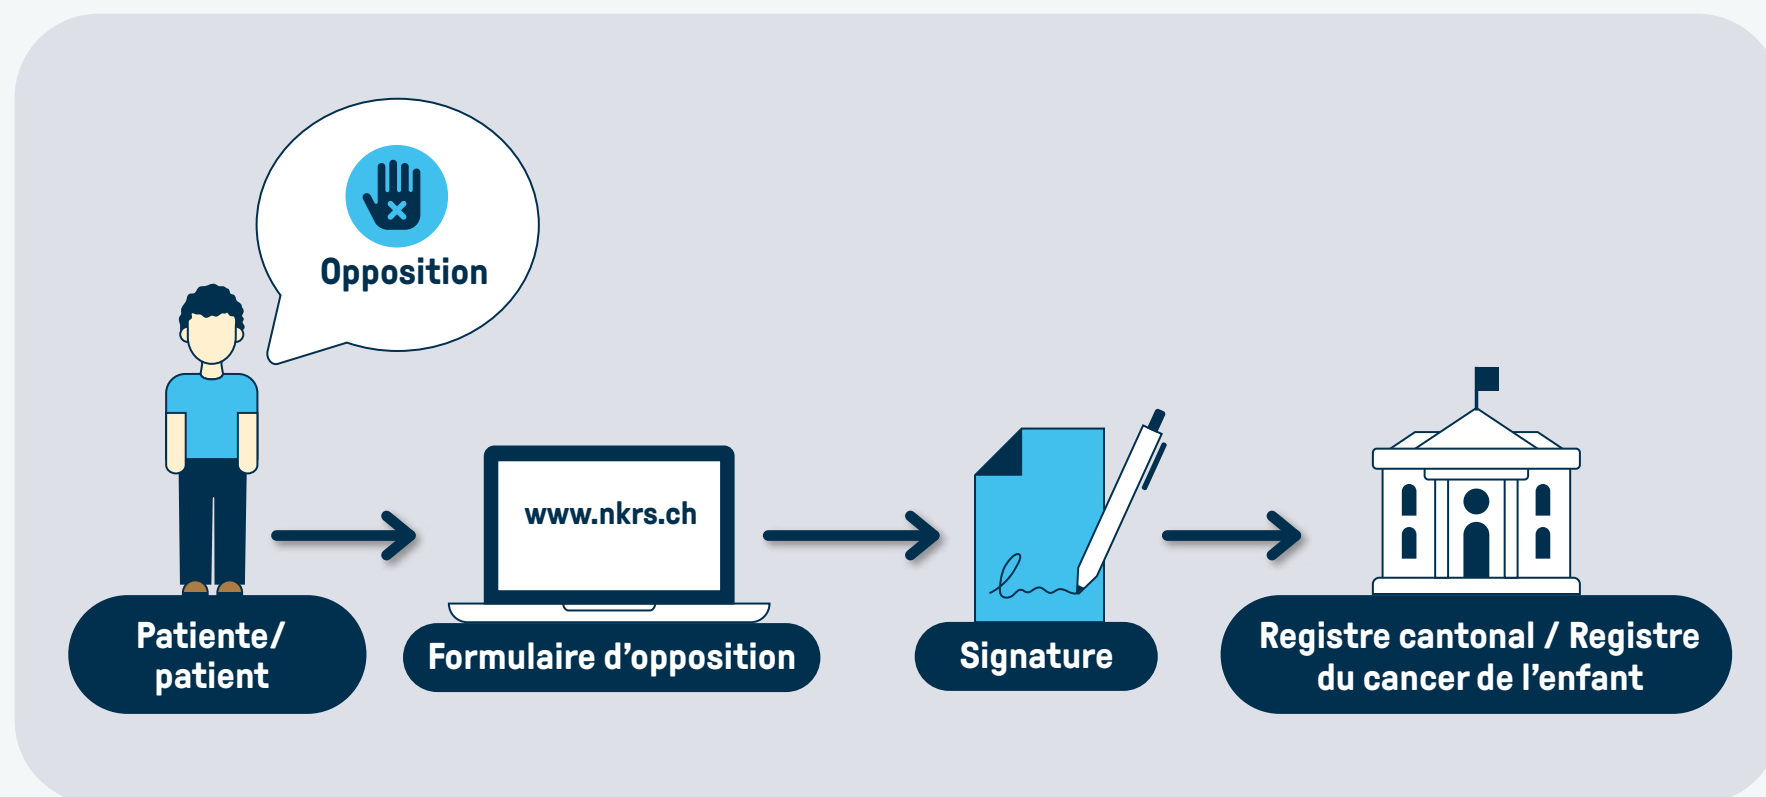 Opposition
www.nkrs.ch
Patiente/
patient
Formulaire d'opposition
Signature
Registre cantonal / Registre
du cancer de l'enfant